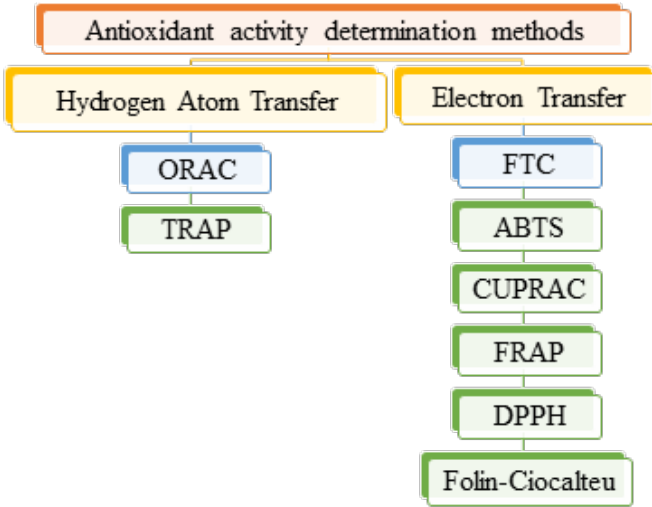 Antioxidant activity determination methods
Hydrogen Atom Transfer
Electron Transfer
ORAC
FTC
TRAP
ABTS
CUPRAC
FRAP
DPPH
Folin-Ciocalteu